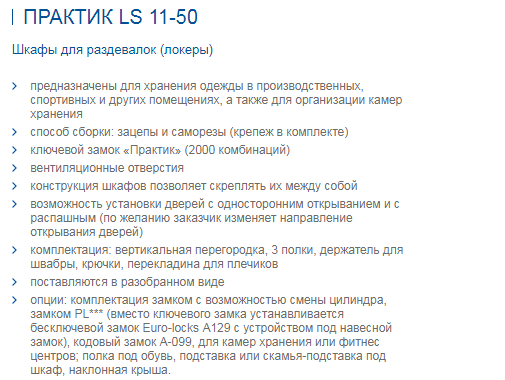 ПРАКТИК LS 11-50
Шкафы для раздевалок (локеры)
предназначены для хранения одежды в производственных,
спортивных и других помещениях, а также для организации камер
хранения
способ сборки: зацепы и саморезы (крепеж в комплекте)
ключевой замок «Практик» (2000 комбинаций)
вентиляционные отверстия
конструкция шкафов позволяет скреплять их между собой
возможность установки дверей с односторонним открыванием и с
распашным (по желанию заказчик изменяет направление
открывания дверей)
комплектация: вертикальная перегородка, 3 полки, держатель для
швабры, крючки, перекладина для плечиков
поставляются в разобранном виде
опции: комплектация замком с возможностью смены цилиндра,
замком PL*** (вместо ключевого замка устанавливается
бесключевой замок Euro-locks A129 с устройством под навесной
замок), кодовый замок А-099, для камер хранения или фитнес
центров; полка под обувь, подставка или скамья-подставка под
шкаф, наклонная крыша.